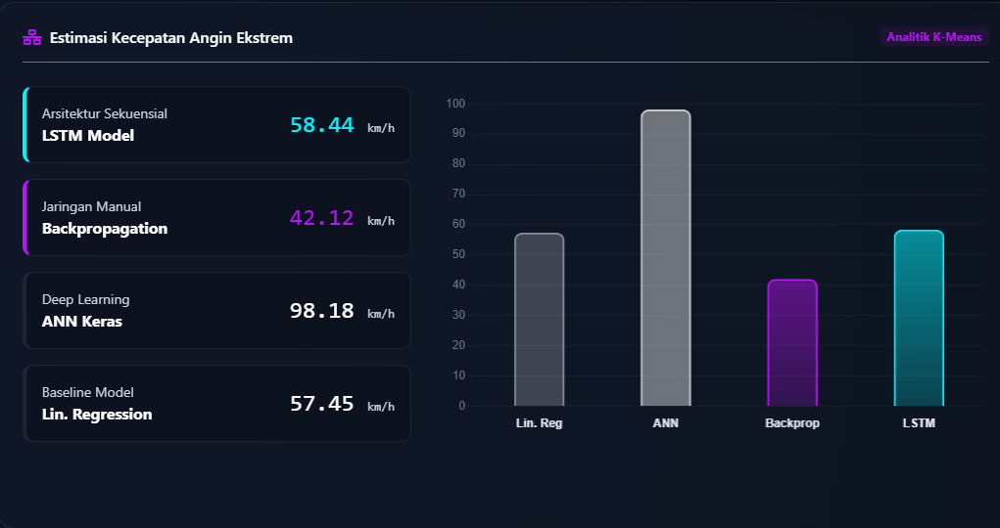 Estimasi Kecepatan Angin Ekstrem
Analitik K-Means
Arsitektur Sekuensial
LSTM Model
58.44 km/h
Jaringan Manual
Backpropagation
42.12 km/h
Deep Learning
ANN Keras
98.18 km/h
Baseline Model
Lin. Regression
57.45 km/h
100
90
80
70
60
50
40
30
20
10
0
Lin. Reg
ANN
Backprop
LSTM